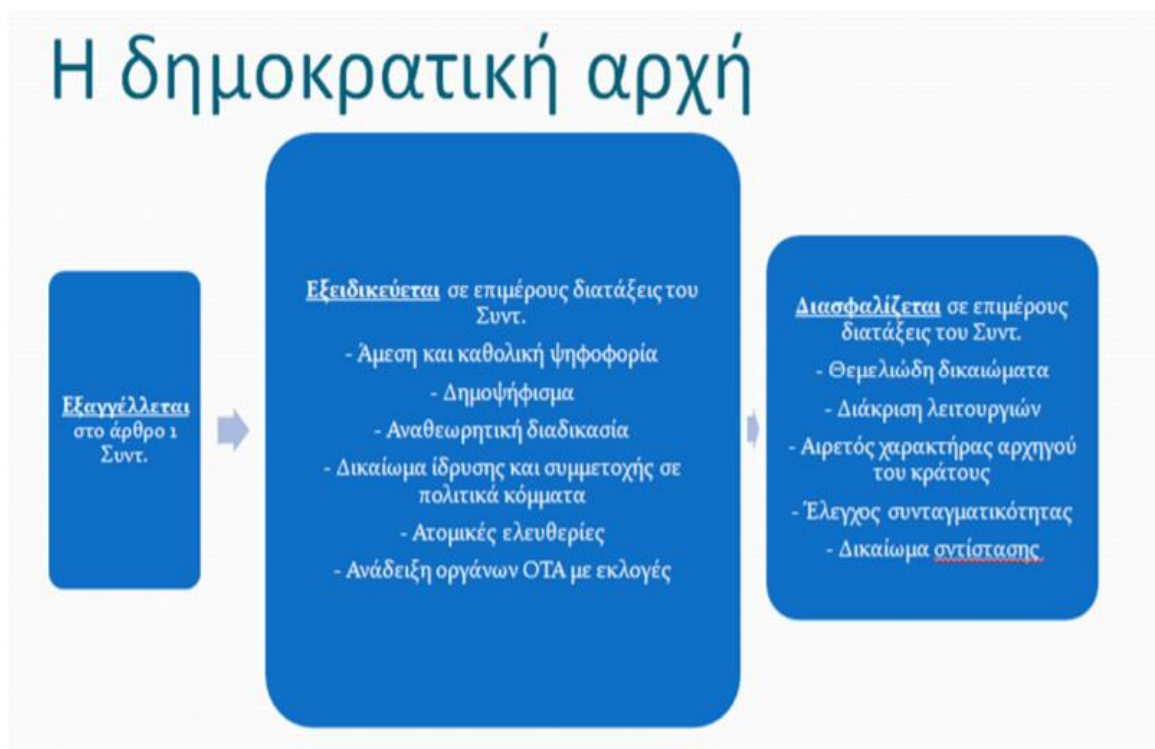 Η δημοκρατική αρχή
Εξαγγέλλεται
στο άρθρο 1
Συντ.
Εξειδικεύεται σε επιμέρους διατάξεις του
Συντ.
- Άμεση και καθολική ψηφοφορία
- Δημοψήφισμα
- Αναθεωρητική διαδικασία
- Δικαίωμα ίδρυσης και συμμετοχής σε
πολιτικά κόμματα
- Ατομικές ελευθερίες
- Ανάδειξη οργάνων ΟΤΑ με εκλογές
Διασφαλίζεται σε επιμέρους
διατάξεις του Συντ.
- Θεμελιώδη δικαιώματα
- Διάκριση λειτουργιών
- Αιρετός χαρακτήρας αρχηγού
του κράτους
- Έλεγχος συνταγματικότητας
- Δικαίωμα σντίστασης